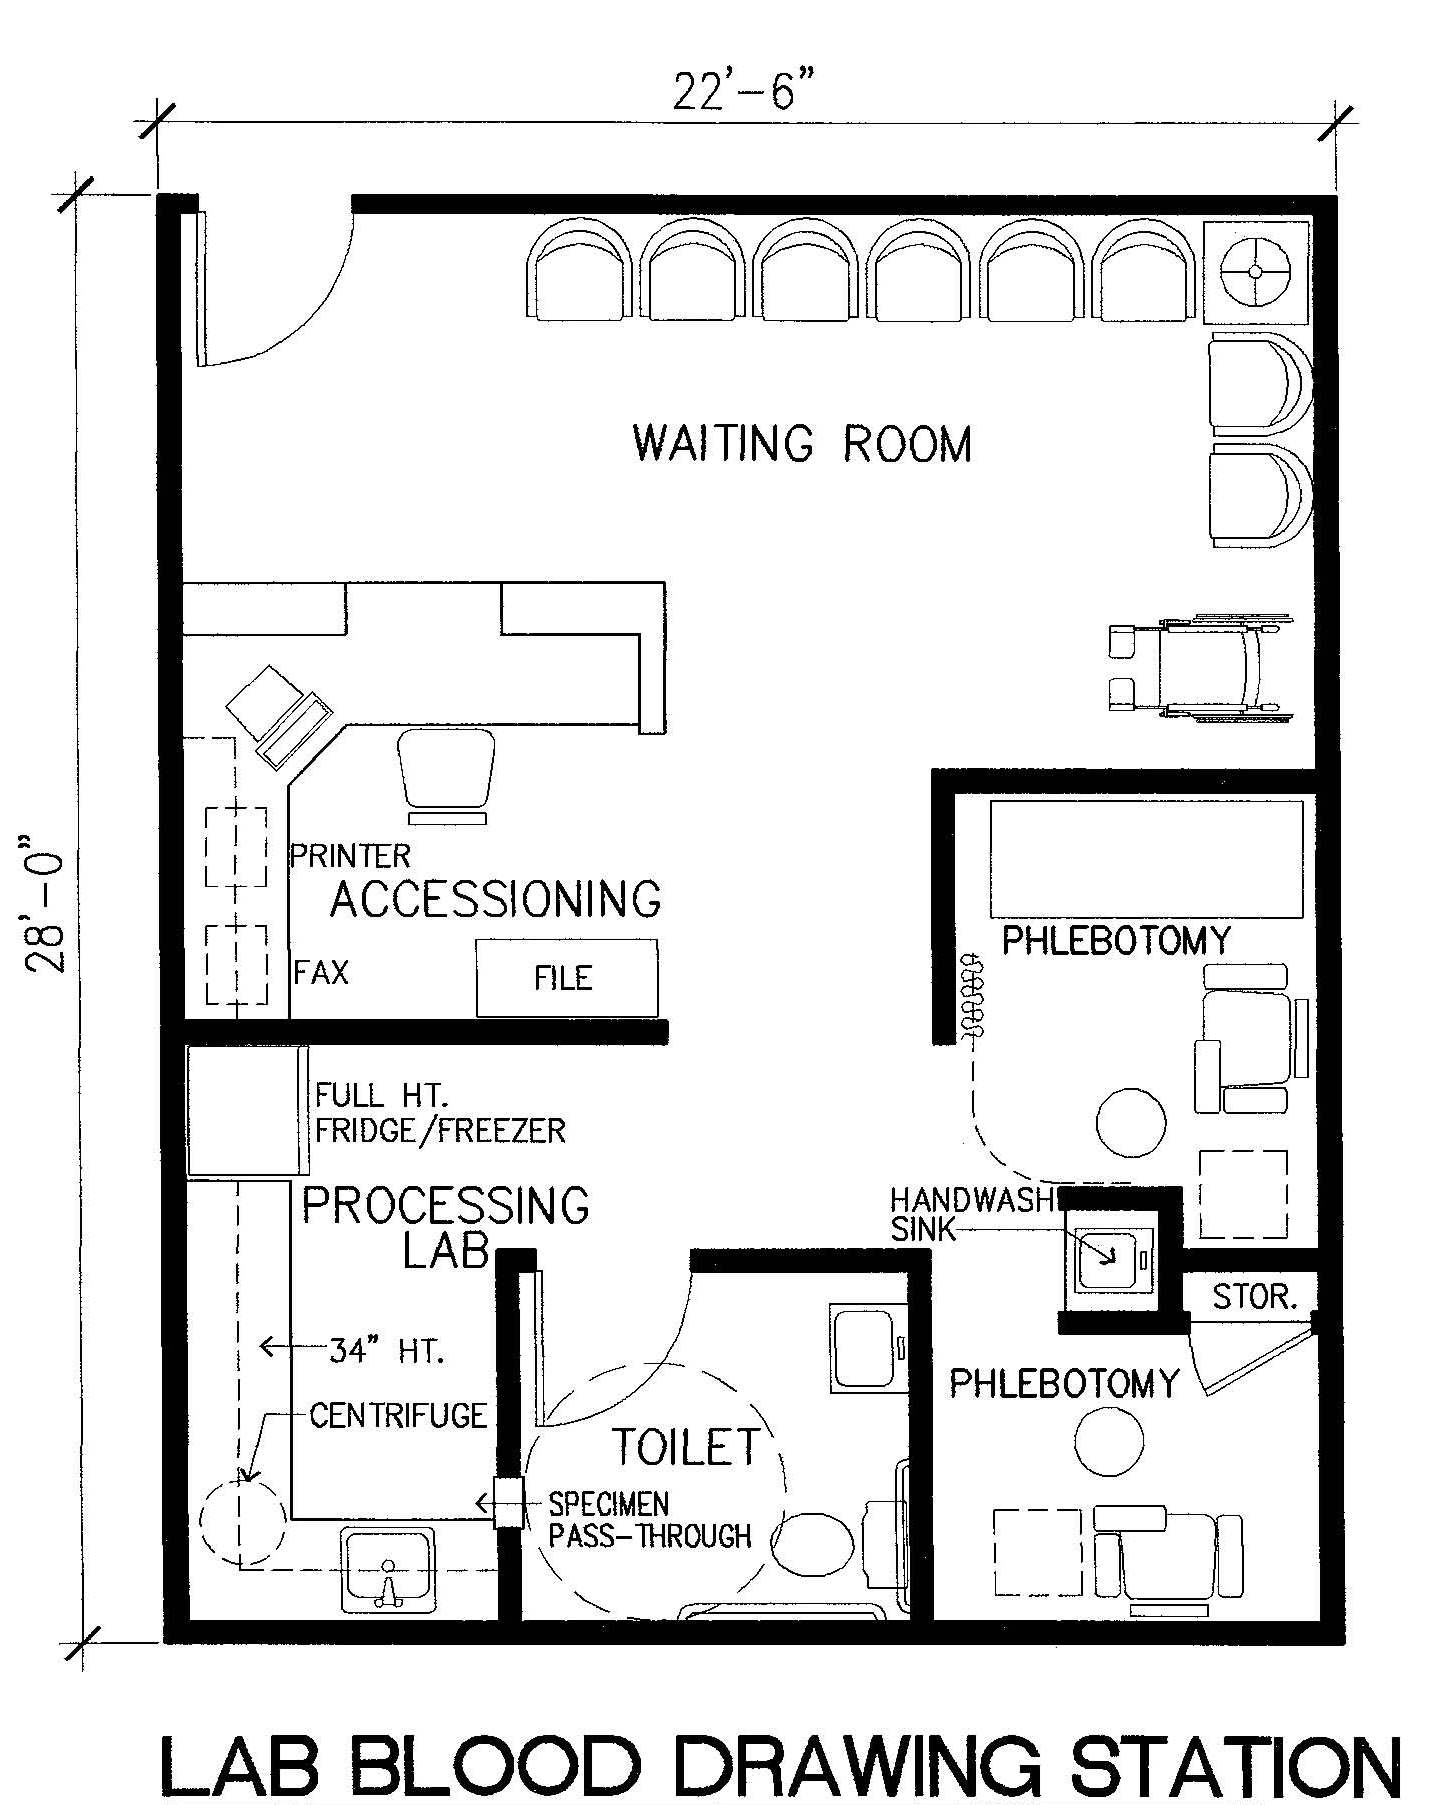 22'-6"
28'-0"
WAITING ROOM
PRINTER
ACCESSIONING
FAX
FILE
PHLEBOTOMY
FULL HT.
FRIDGE/FREEZER
PROCESSING
LAB
HANDWASH
SINK
STOR.
34" HT.
CENTRIFUGE
TOILET
SPECIMEN
PASS-THROUGH
PHLEBOTOMY
LAB BLOOD DRAWING STATION